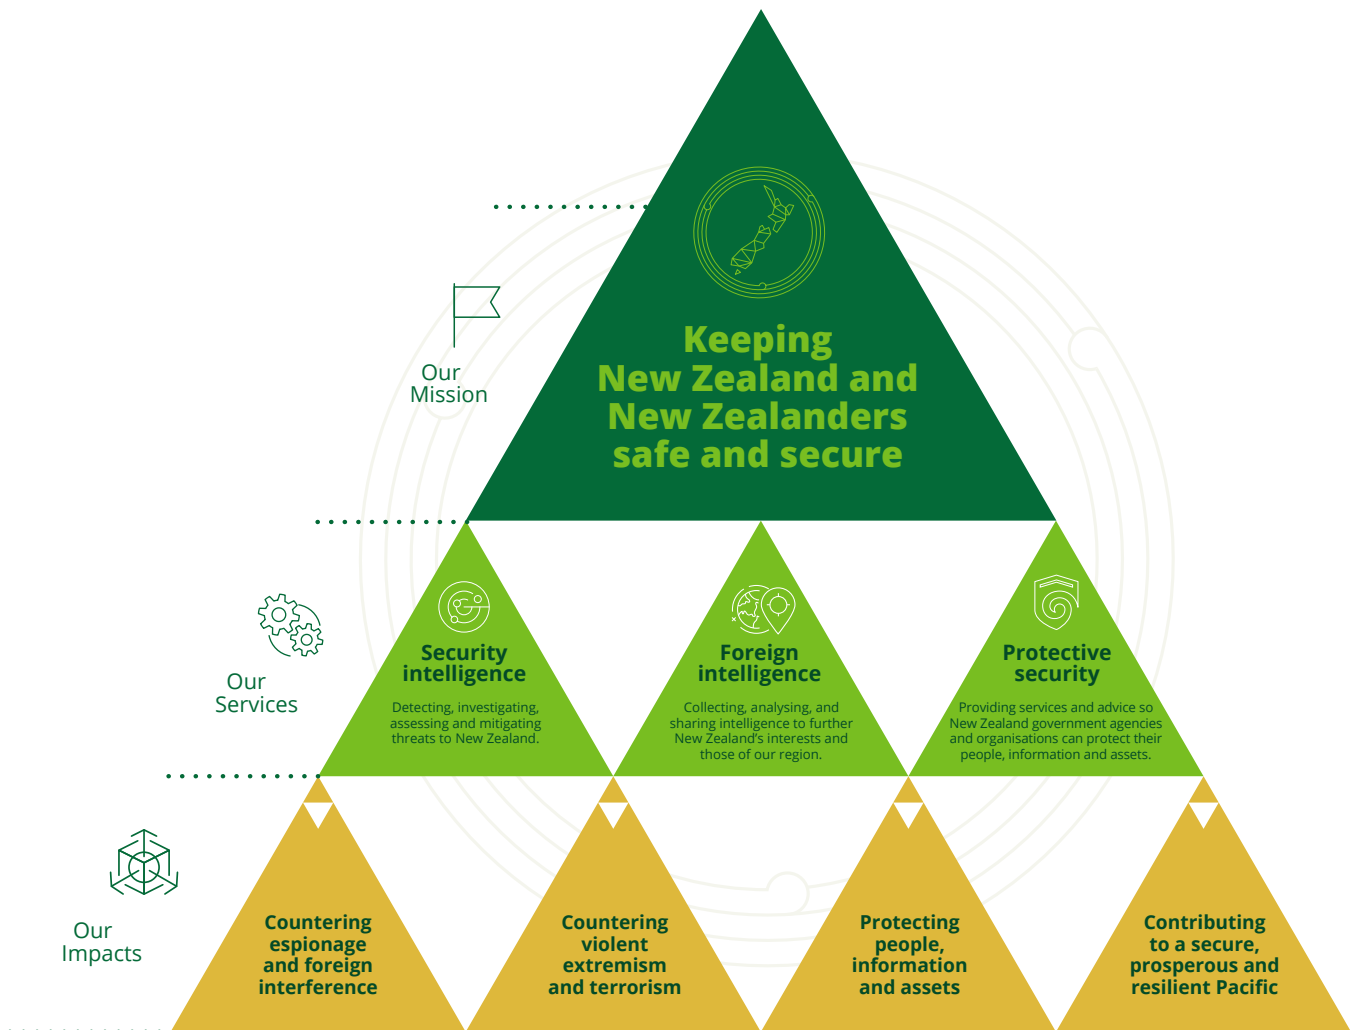 Keeping
New Zealand and
New Zealanders
safe and secure
Our
Mission
Security
intelligence
Detecting, investigating,
assessing and mitigating
threats to New Zealand.
Foreign
intelligence
Collecting, analysing, and
sharing intelligence to further
New Zealand’s interests and
those of our region.
Protective
security
Providing services and advice so
New Zealand government agencies
and organisations can protect their
people, information and assets.
Our
Services
Our
Impacts
Countering
espionage
and foreign
interference
Countering
violent
extremism
and terrorism
Protecting
people,
information
and assets
Contributing
to a secure,
prosperous and
resilient Pacific